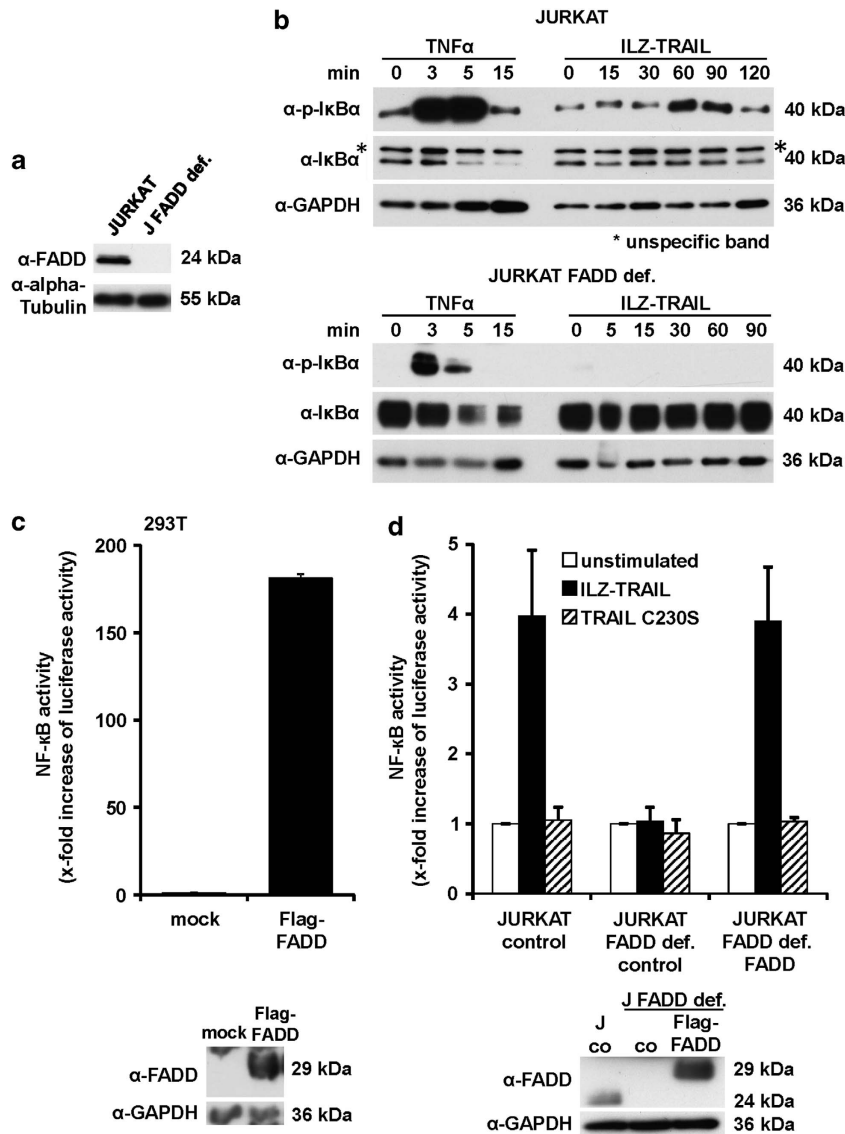 a
JURKAT
J FADD def.
α-FADD
24 kDa
α-alpha-
Tubulin
55 kDa
b
JURKAT
TNFα
ILZ-TRAIL
min 0 3 5 15 0 15 30 60 90 120
α-p-IκBα 40 kDa
α-IκBα * * 40 kDa
α-GAPDH 36 kDa
* unspecific band
JURKAT FADD def.
TNFα
ILZ-TRAIL
min 0 3 5 15 0 5 15 30 60 90
α-p-IκBα 40 kDa
α-IκBα 40 kDa
α-GAPDH 36 kDa
c
293T
NF-κB activity
(x-fold increase of luciferase activity)
200
150
100
50
0
mock
Flag-
FADD
mock
Flag-
FADD
α-FADD 29 kDa
α-GAPDH 36 kDa
d
NF-κB activity
(x-fold increase of luciferase activity)
5
4
3
2
1
0
unstimulated
ILZ-TRAIL
TRAIL C230S
JURKAT
control
JURKAT
FADD def.
control
JURKAT
FADD def.
FADD
J FADD def.
J
co
co
Flag-
FADD
α-FADD
29 kDa
24 kDa
α-GAPDH 36 kDa